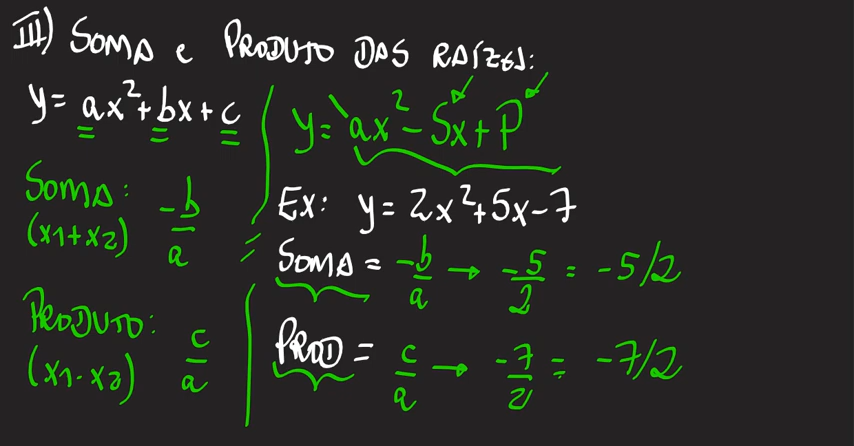 III) SOMA e PRODUTO DAS RAÍZES:
y = ax² + bx + c
SOMA: -b/a
(x1+x2)
PRODUTO: c/a
(x1·x2)
y = ax² - Sx + P
Ex: y = 2x² + 5x - 7
SOMA = -b/a → -5/2 = -5/2
PROD = c/a → -7/2 = -7/2